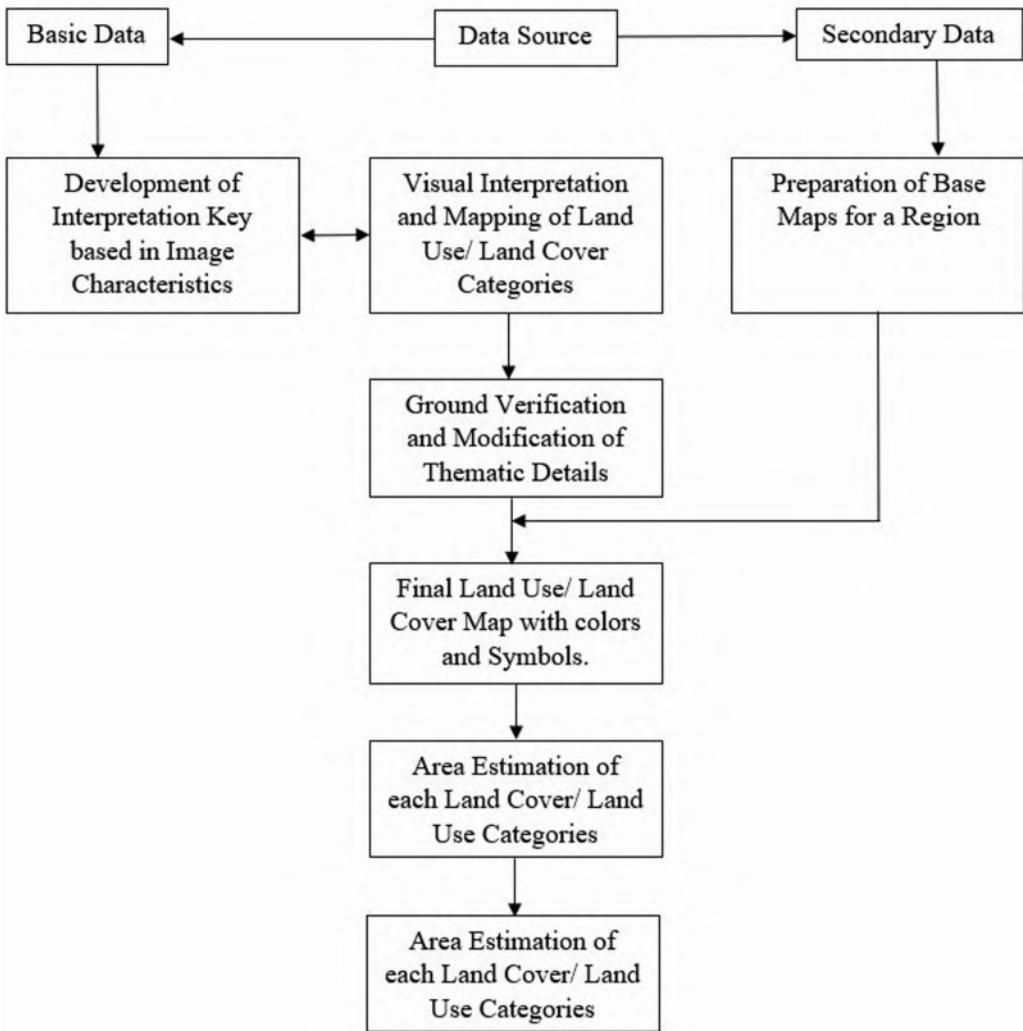 Basic Data
Data Source
Secondary Data
Development of
Interpretation Key
based in Image
Characteristics
Visual Interpretation
and Mapping of Land
Use/ Land Cover
Categories
Preparation of Base
Maps for a Region
Ground Verification
and Modification of
Thematic Details
Final Land Use/ Land
Cover Map with colors
and Symbols.
Area Estimation of
each Land Cover/ Land
Use Categories
Area Estimation of
each Land Cover/ Land
Use Categories